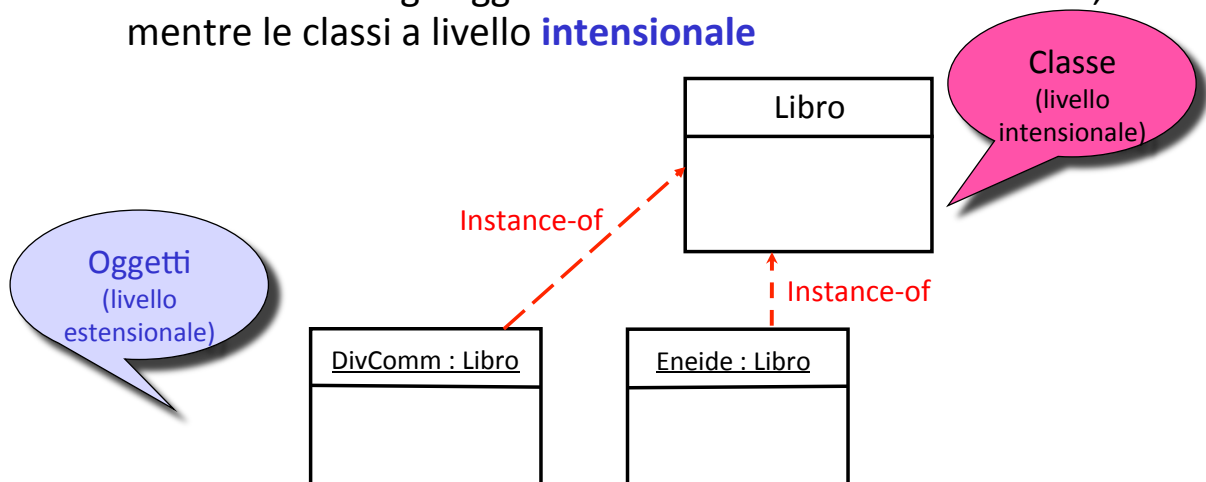 mentre le classi a livello intensionale
Classe
(livello
intensionale)
Libro
Instance-of
Oggetti
(livello
estensionale)
Instance-of
DivComm : Libro
Eneide : Libro